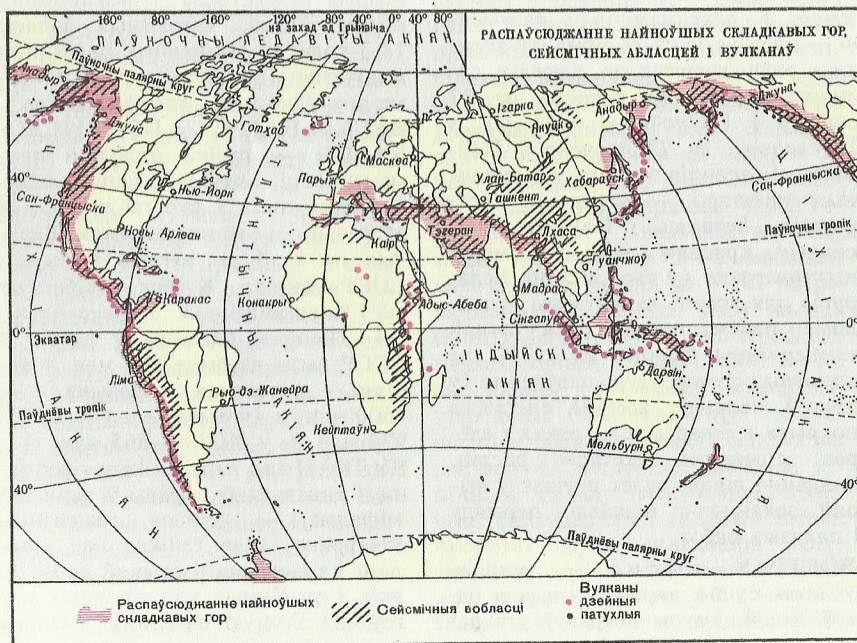 160° 160° 120° 80° 40° 0° 40° 80°
на захад ад Грынвіча
ПАЎНОЧНЫ ЛЕДАВІТЫ АКІЯН
РАСПАЎСЮДЖАННЕ НАЙНОЎШЫХ СКЛАДКАВЫХ ГОР,
СЕЙСМІЧНЫХ АБЛАСЦЕЙ І ВУЛКАНАЎ
Паўночны палярны круг
Анадыр
Джуна
Готхоб
Ігарка
Якуцк
Анадыр
Джуна
Масква
Парыж
Улан-Батар
Хабараўск
Ташкент
40°
Нью-Йорк
Сан-Францыска
Сан-Францыска
Новы Арлеан
Тэгеран
Лхаса
Каір
Гуанчжоў
Паўночны тропік
Каракас
Конакры
Адыс-Абеба
Мадрас
Сінгапур
0°
0°
Экватар
ІНДЫЙСКІ
АКІЯН
Ліма
Дарвін
Рыо-дэ-Жанейра
Паўднёвы тропік
Кейптаўн
Мельбурн
40°
40°
Паўднёвы палярны круг
Распаўсюджанне найноўшых
складкавых гор
Сейсмічныя вобласці
Вулканы
дзейныя
патухлыя